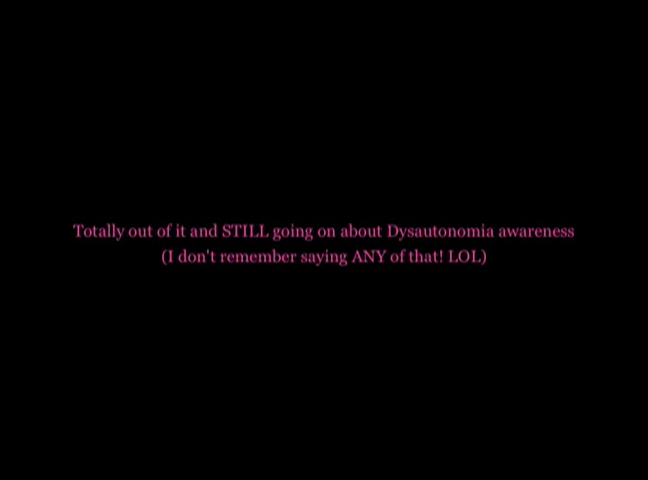 Totally out of it and STILL going on about Dysautonomia awareness
(I don't remember saying ANY of that! LOL)